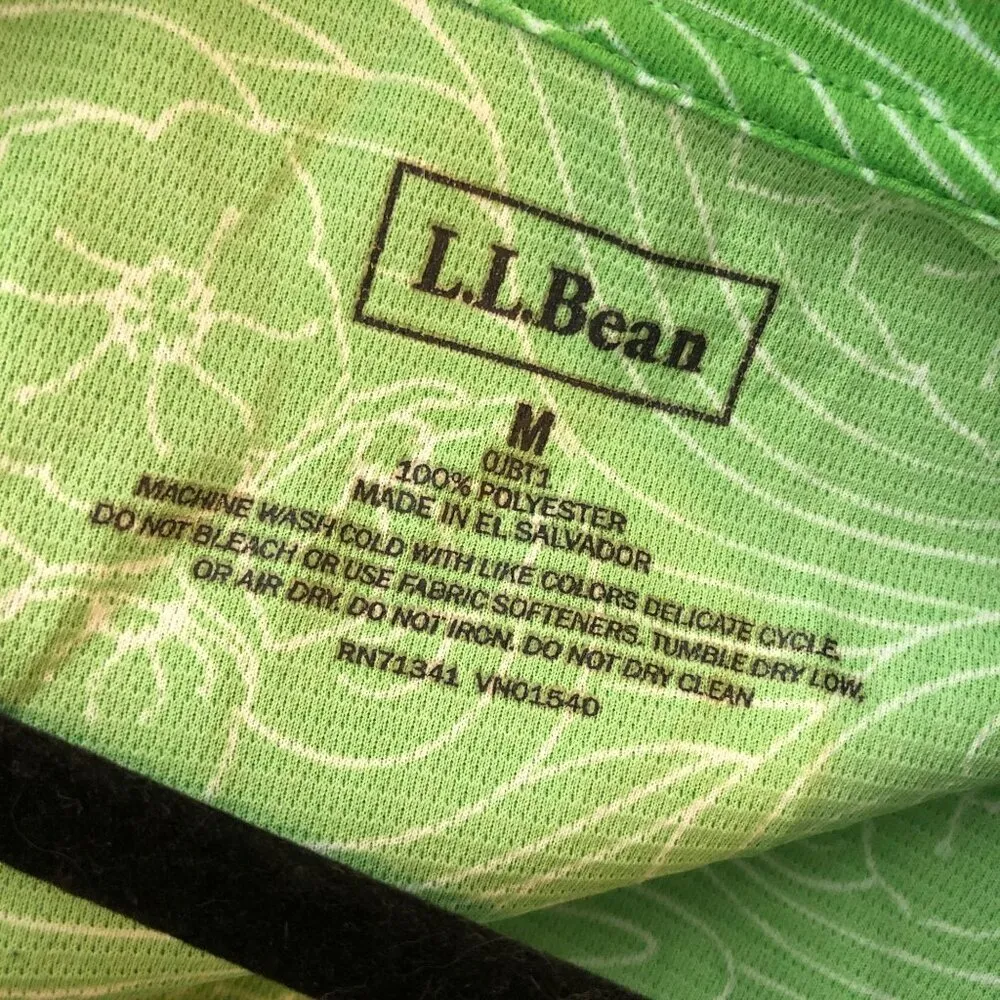 L.L.Bean
M
0JBT1
100% POLYESTER
MADE IN EL SALVADOR
MACHINE WASH COLD WITH LIKE COLORS DELICATE CYCLE.
DO NOT BLEACH OR USE FABRIC SOFTENERS. TUMBLE DRY LOW,
OR AIR DRY. DO NOT IRON. DO NOT DRY CLEAN
RN71341 VN01540